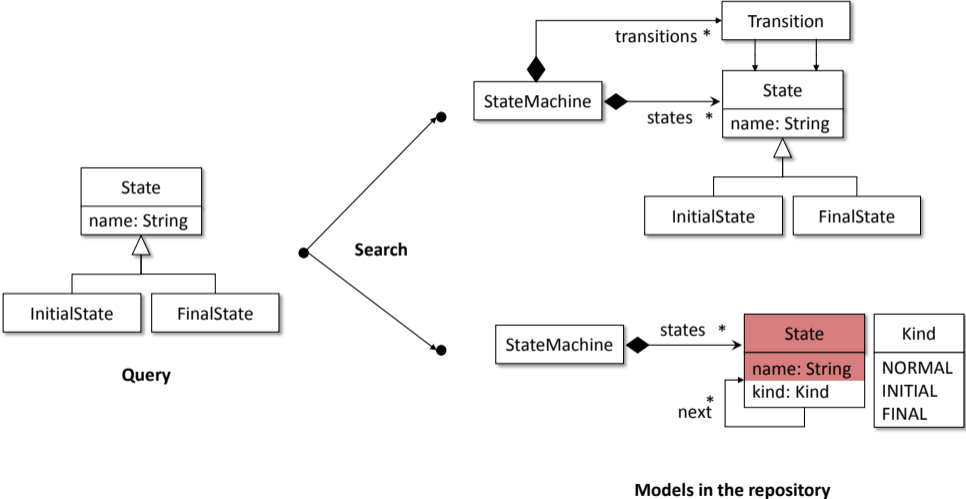 Transition
transitions *
StateMachine
State
states *
name: String
InitialState
FinalState
State
name: String
InitialState
FinalState
Query
Search
StateMachine
states *
State
name: String
kind: Kind
*
next
Kind
NORMAL
INITIAL
FINAL
Models in the repository